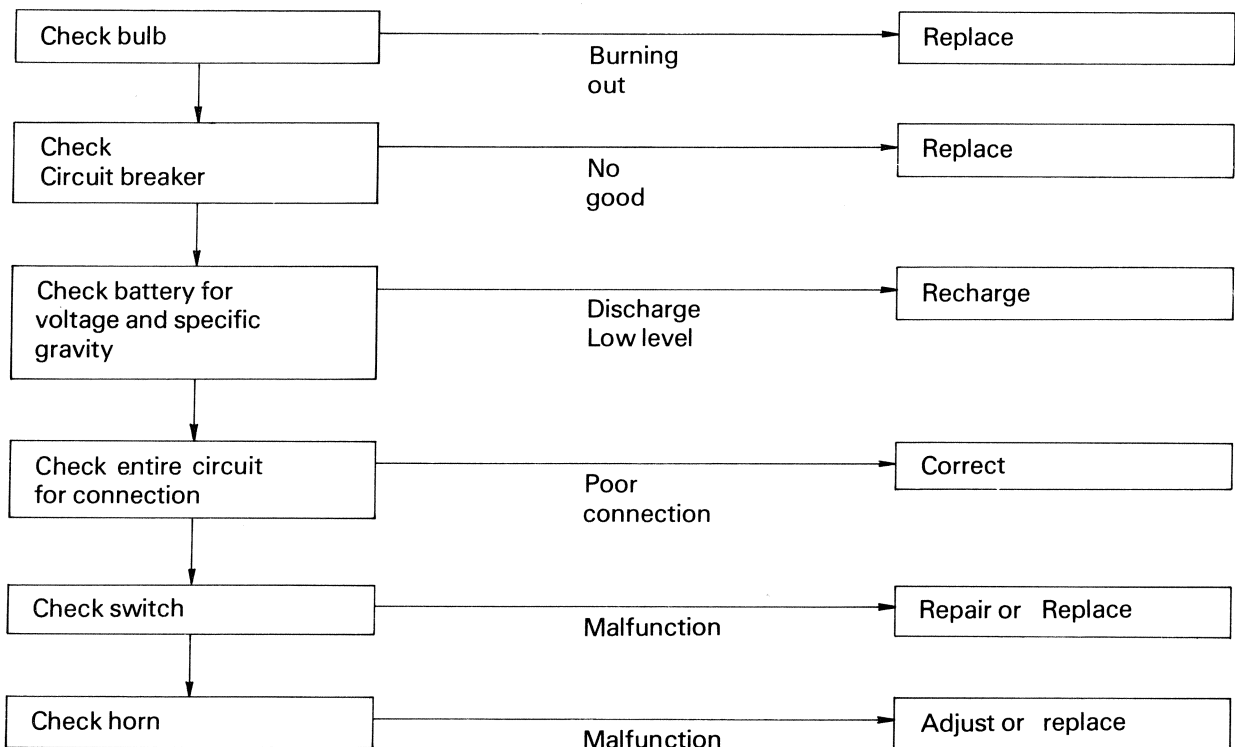 Check bulb
Burning
out
Replace
Check
Circuit breaker
No
good
Replace
Check battery for
voltage and specific
gravity
Discharge
Low level
Recharge
Check entire circuit
for connection
Poor
connection
Correct
Check switch
Malfunction
Repair or Replace
Check horn
Malfunction
Adjust or replace